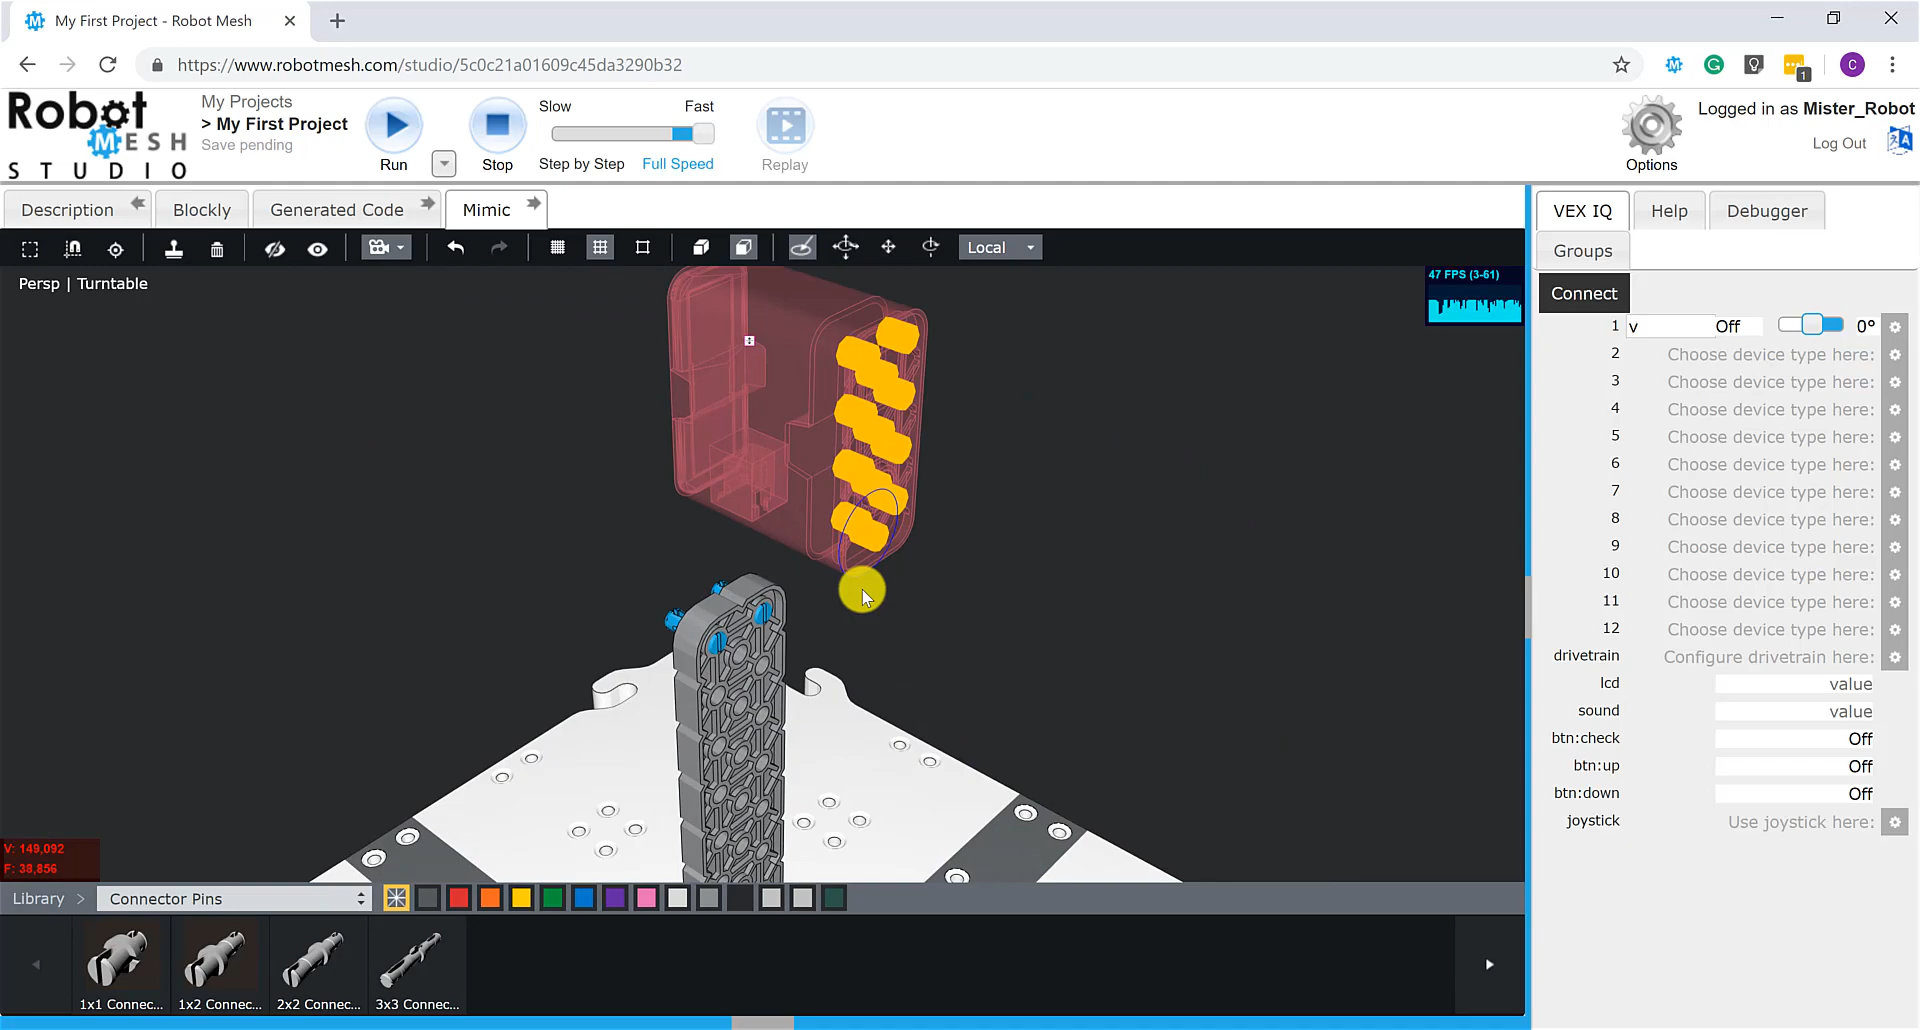 My First Project - Robot Mesh
https://www.robotmesh.com/studio/5c0c21a01609c45da3290b32
1
C
Robot
MESH
STUDIO
My Projects
> My First Project
Save pending
Run
Stop
Slow Fast
Step by Step Full Speed
Replay
Options
Logged in as Mister_Robot
Log Out
Description
Blockly
Generated Code
Mimic
VEX IQ
Help
Debugger
Groups
Local
Persp | Turntable
47 FPS (3-61)
Connect
1 v Off 0°
2 Choose device type here:
3 Choose device type here:
4 Choose device type here:
5 Choose device type here:
6 Choose device type here:
7 Choose device type here:
8 Choose device type here:
9 Choose device type here:
10 Choose device type here:
11 Choose device type here:
12 Choose device type here:
drivetrain Configure drivetrain here:
lcd value
sound value
btn:check Off
btn:up Off
btn:down Off
joystick Use joystick here:
V: 149,092
F: 38,856
Library > Connector Pins
1x1 Connec...
1x2 Connec...
2x2 Connec...
3x3 Connec...